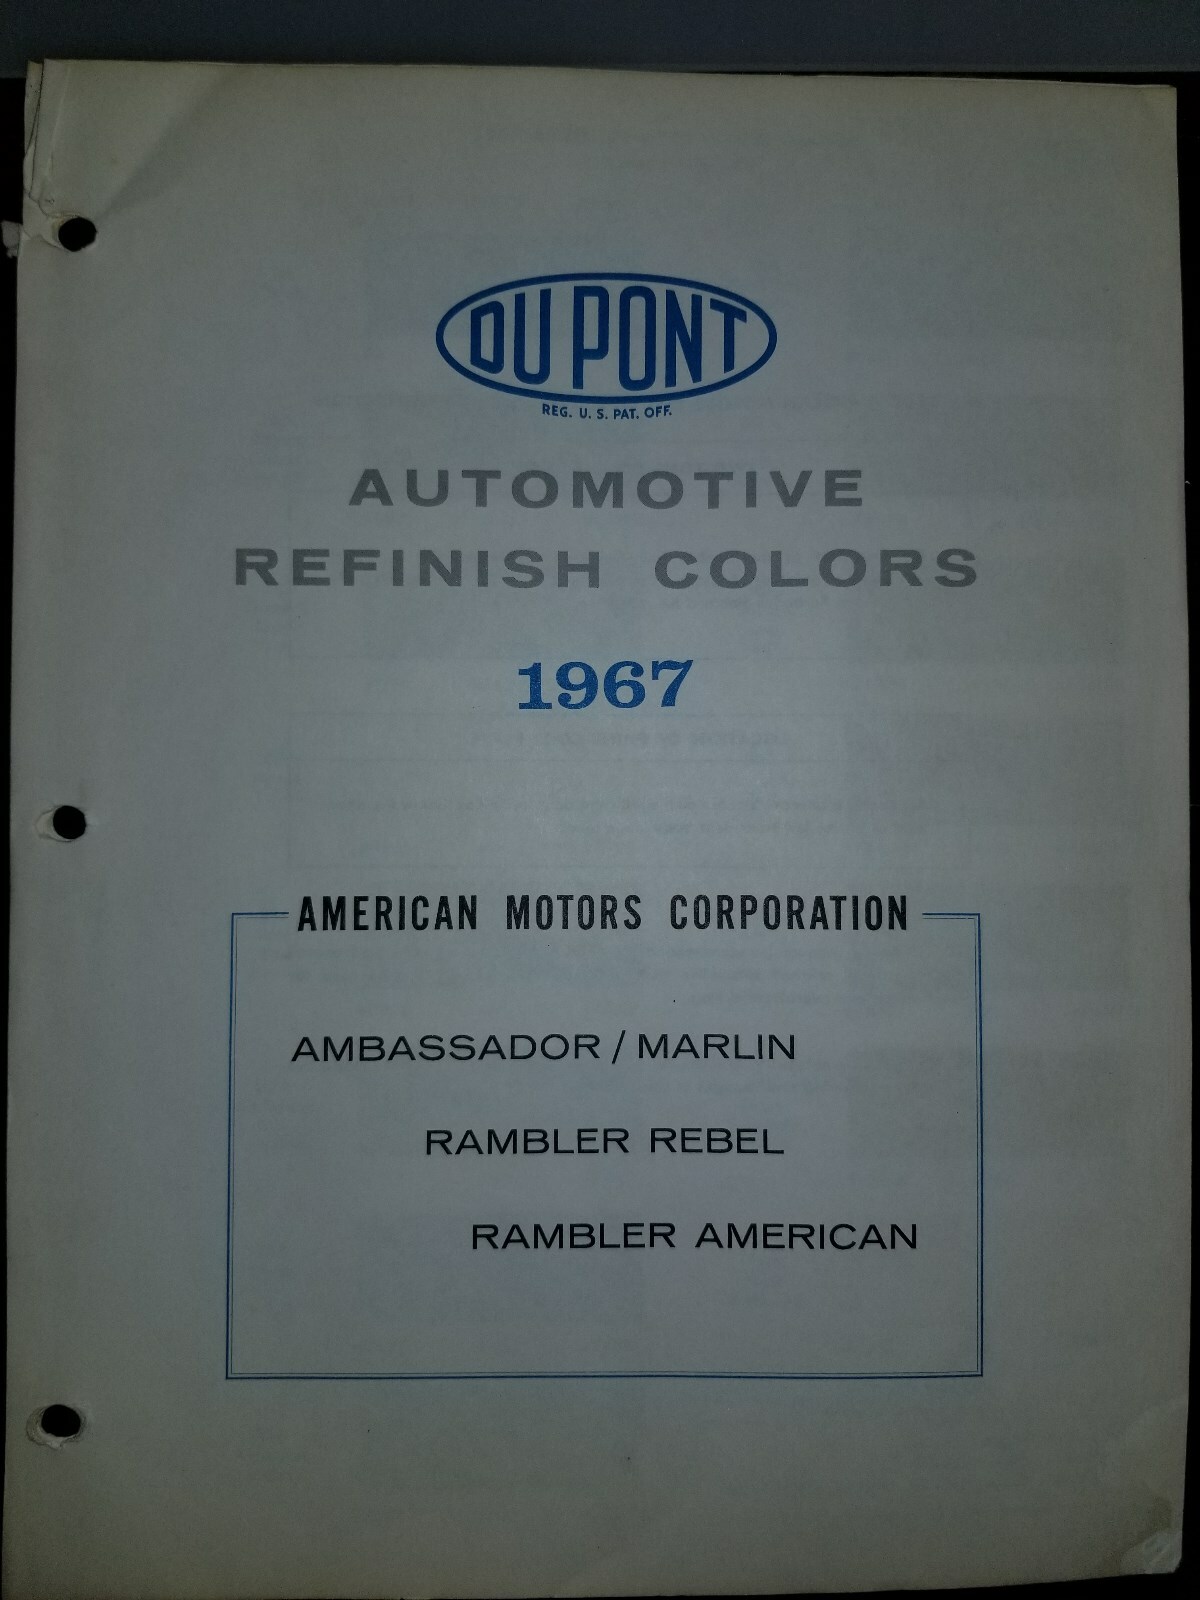 DU PONT
REG. U. S. PAT. OFF.
AUTOMOTIVE
REFINISH COLORS
1967
AMERICAN MOTORS CORPORATION
AMBASSADOR / MARLIN
RAMBLER REBEL
RAMBLER AMERICAN